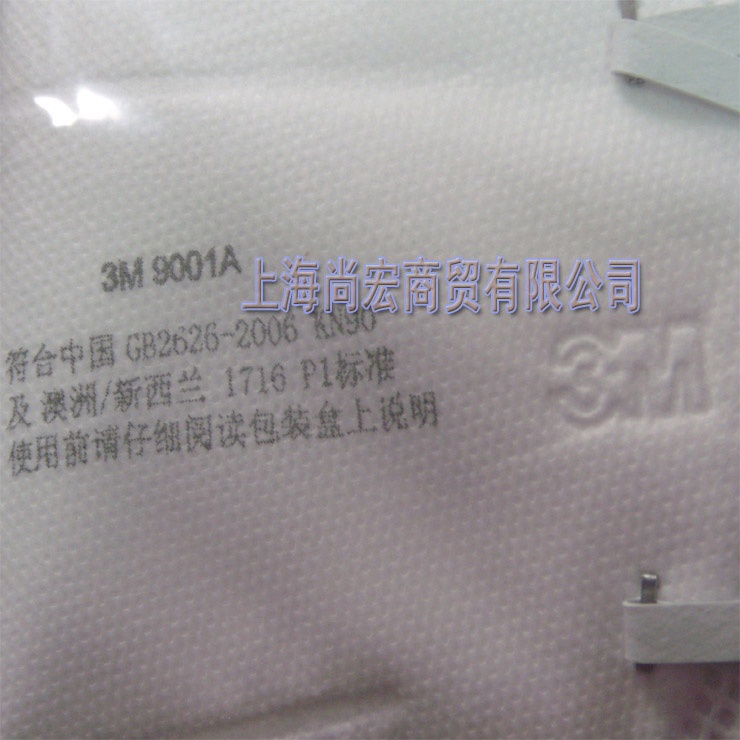 3M 9001A
上海尚宏商贸有限公司
符合中国 GB2626-2006 KN90
及 澳洲/新西兰 1716 P1标准
使用前请仔细阅读包装盒上说明
3M